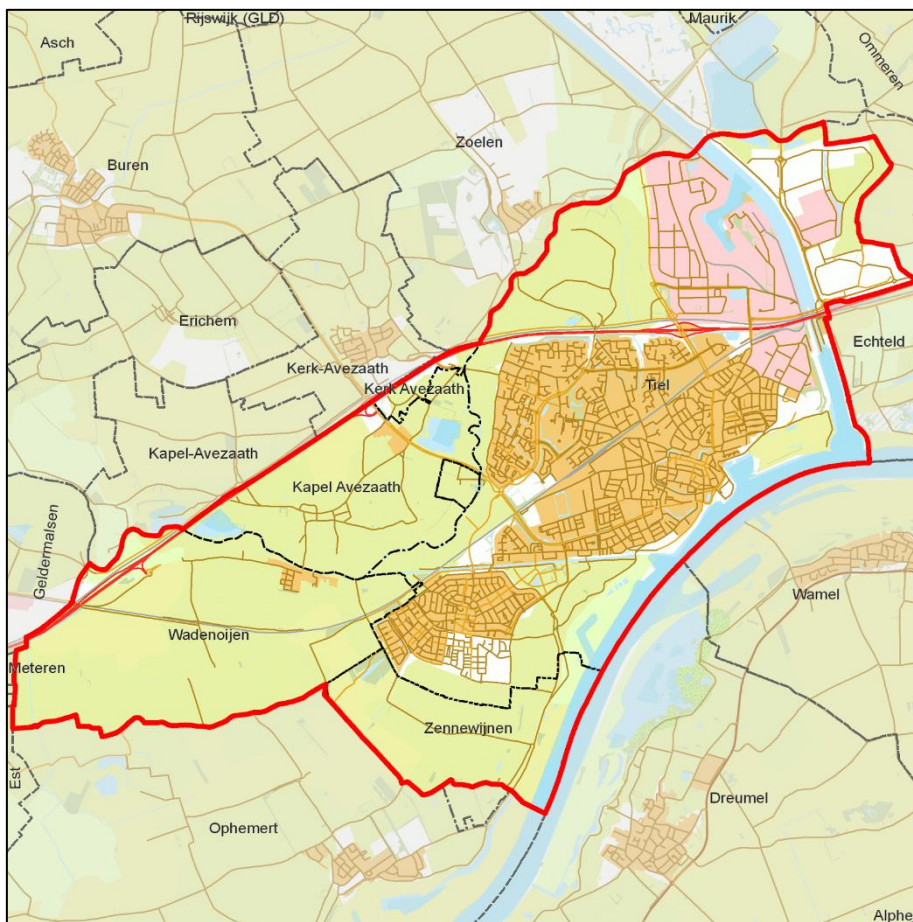 Rijswijk (GLD)
Maurik
Asch
Ommeren
Zoelen
Buren
Erichem
Echteld
Kerk-Avezaath
Kerk Avezaath
Tiel
Kapel-Avezaath
Kapel Avezaath
Geldermalsen
Wamel
Wadenoijen
Meteren
Zennewijnen
Est
Dreumel
Ophemert
Alphe